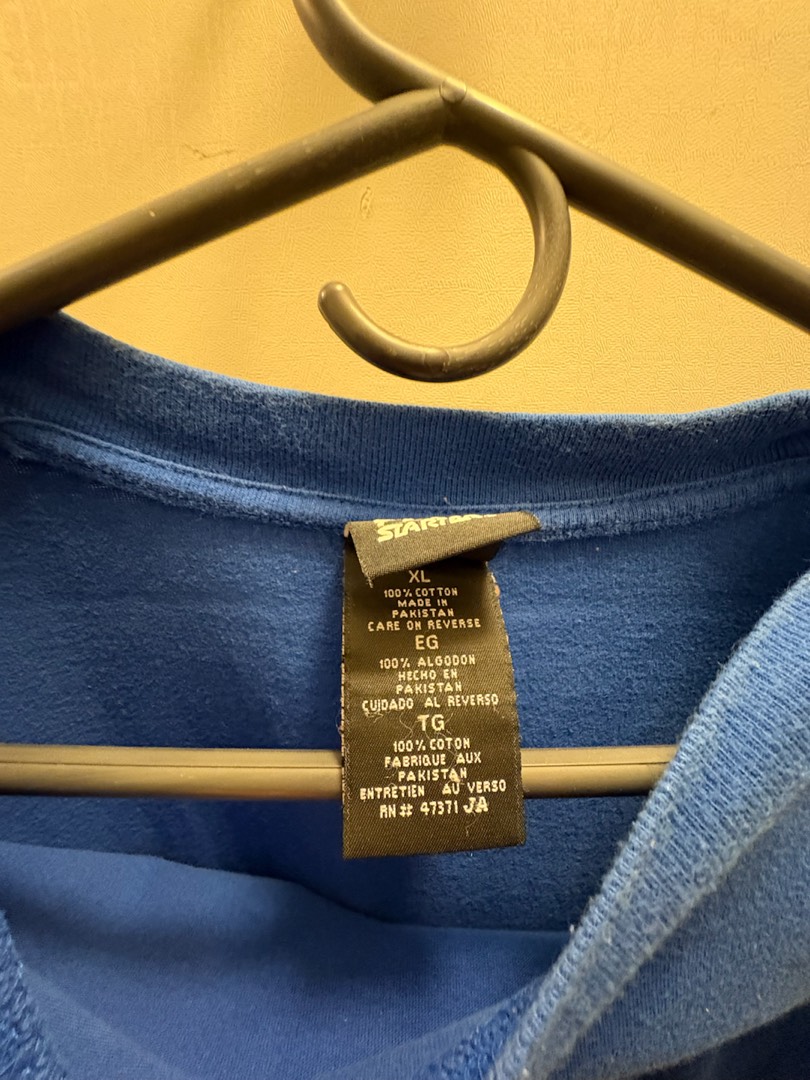 XL
100% COTTON
MADE IN
PAKISTAN
CARE ON REVERSE
EG
100% ALGODON
HECHO EN
PAKISTAN
CUIDADO AL REVERSO
TG
100% COTON
FABRIQUE AUX
PAKISTAN
ENTRETIEN AU VERSO
RN# 47371 JA